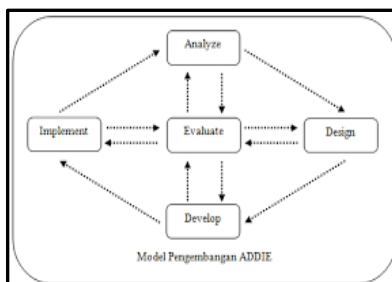 Analyze
Implement
Evaluate
Design
Develop
Model Pengembangan ADDIE